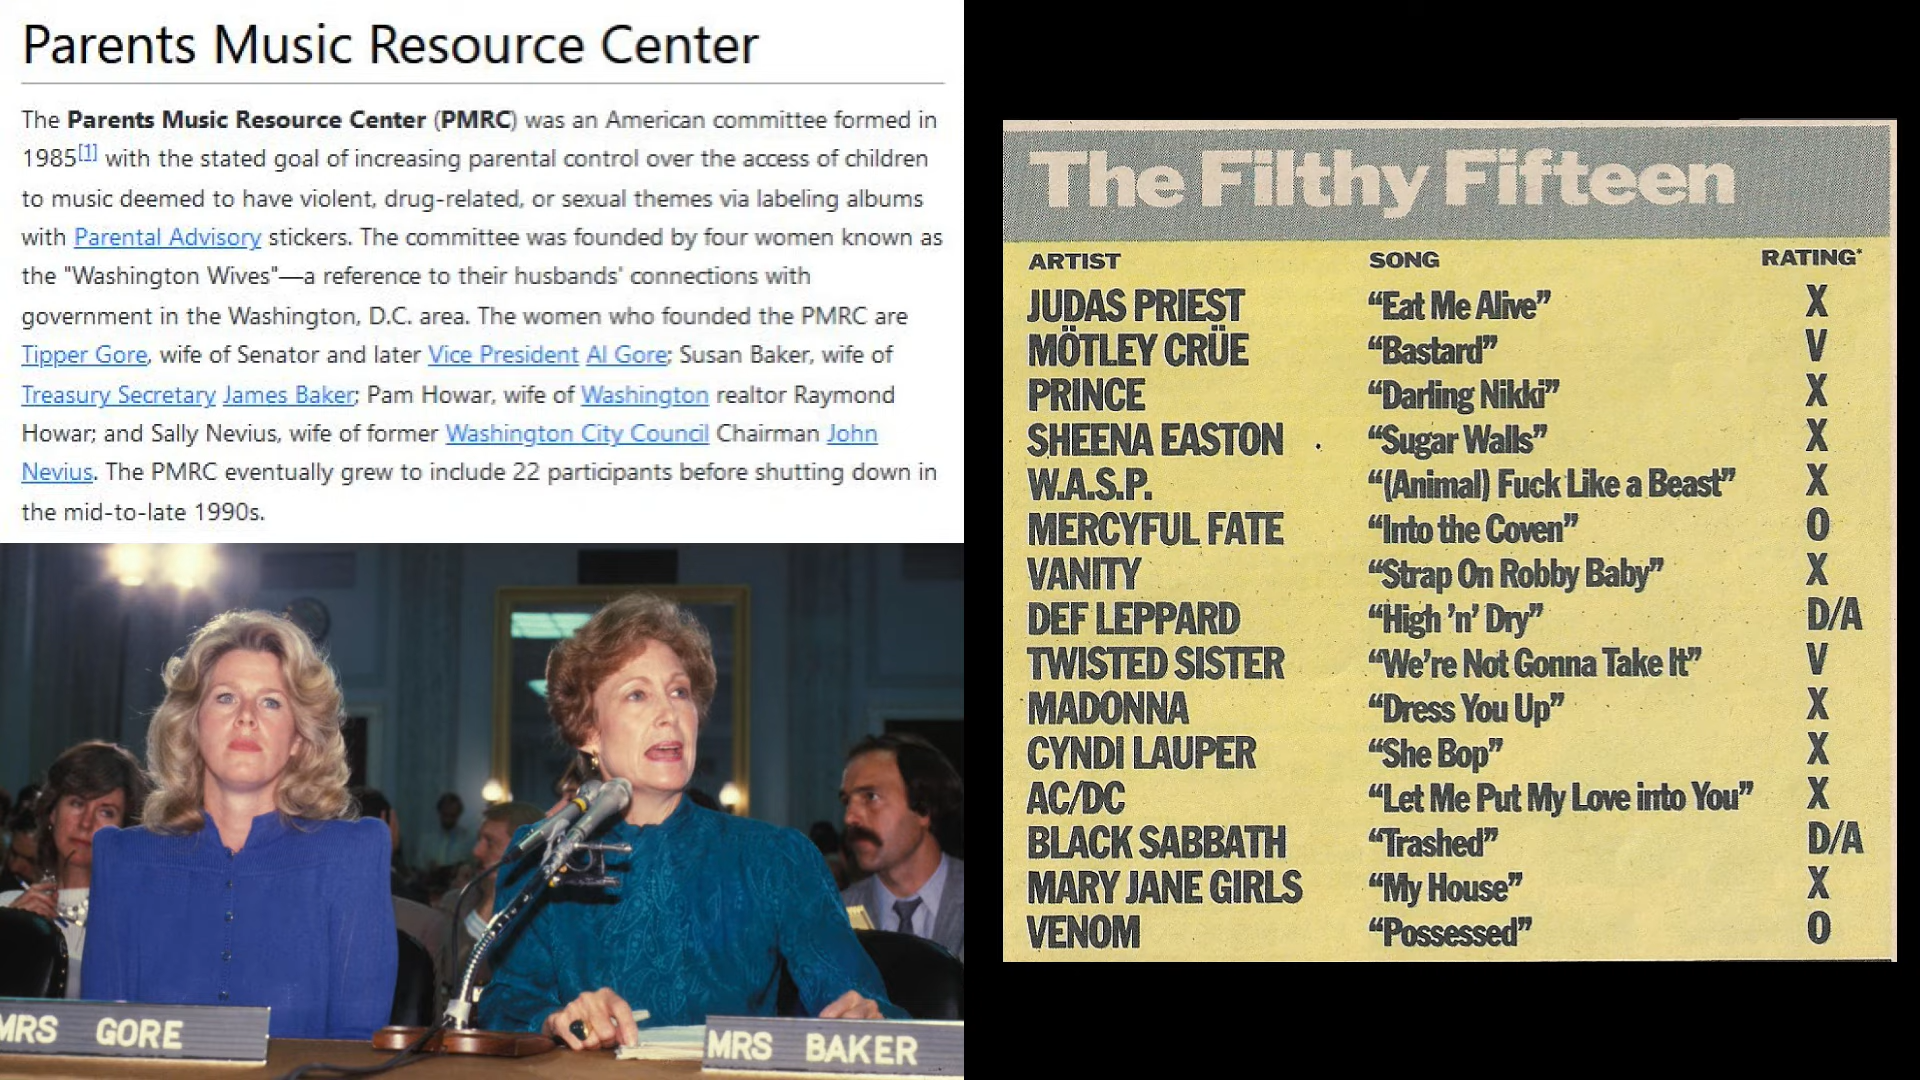 Parents Music Resource Center
The Parents Music Resource Center (PMRC) was an American committee formed in
1985[1] with the stated goal of increasing parental control over the access of children
to music deemed to have violent, drug-related, or sexual themes via labeling albums
with Parental Advisory stickers. The committee was founded by four women known as
the "Washington Wives"—a reference to their husbands' connections with
government in the Washington, D.C. area. The women who founded the PMRC are
Tipper Gore, wife of Senator and later Vice President Al Gore; Susan Baker, wife of
Treasury Secretary James Baker; Pam Howar, wife of Washington realtor Raymond
Howar; and Sally Nevius, wife of former Washington City Council Chairman John
Nevius. The PMRC eventually grew to include 22 participants before shutting down in
the mid-to-late 1990s.
MRS GORE
MRS BAKER
The Filthy Fifteen
ARTIST SONG RATING*
JUDAS PRIEST “Eat Me Alive” X
MÖTLEY CRÜE “Bastard” V
PRINCE “Darling Nikki” X
SHEENA EASTON “Sugar Walls” X
W.A.S.P. “(Animal) Fuck Like a Beast” X
MERCYFUL FATE “Into the Coven” O
VANITY “Strap On Robby Baby” X
DEF LEPPARD “High ’n’ Dry” D/A
TWISTED SISTER “We’re Not Gonna Take It” V
MADONNA “Dress You Up” X
CYNDI LAUPER “She Bop” X
AC/DC “Let Me Put My Love into You” X
BLACK SABBATH “Trashed” D/A
MARY JANE GIRLS “My House” X
VENOM “Possessed” O